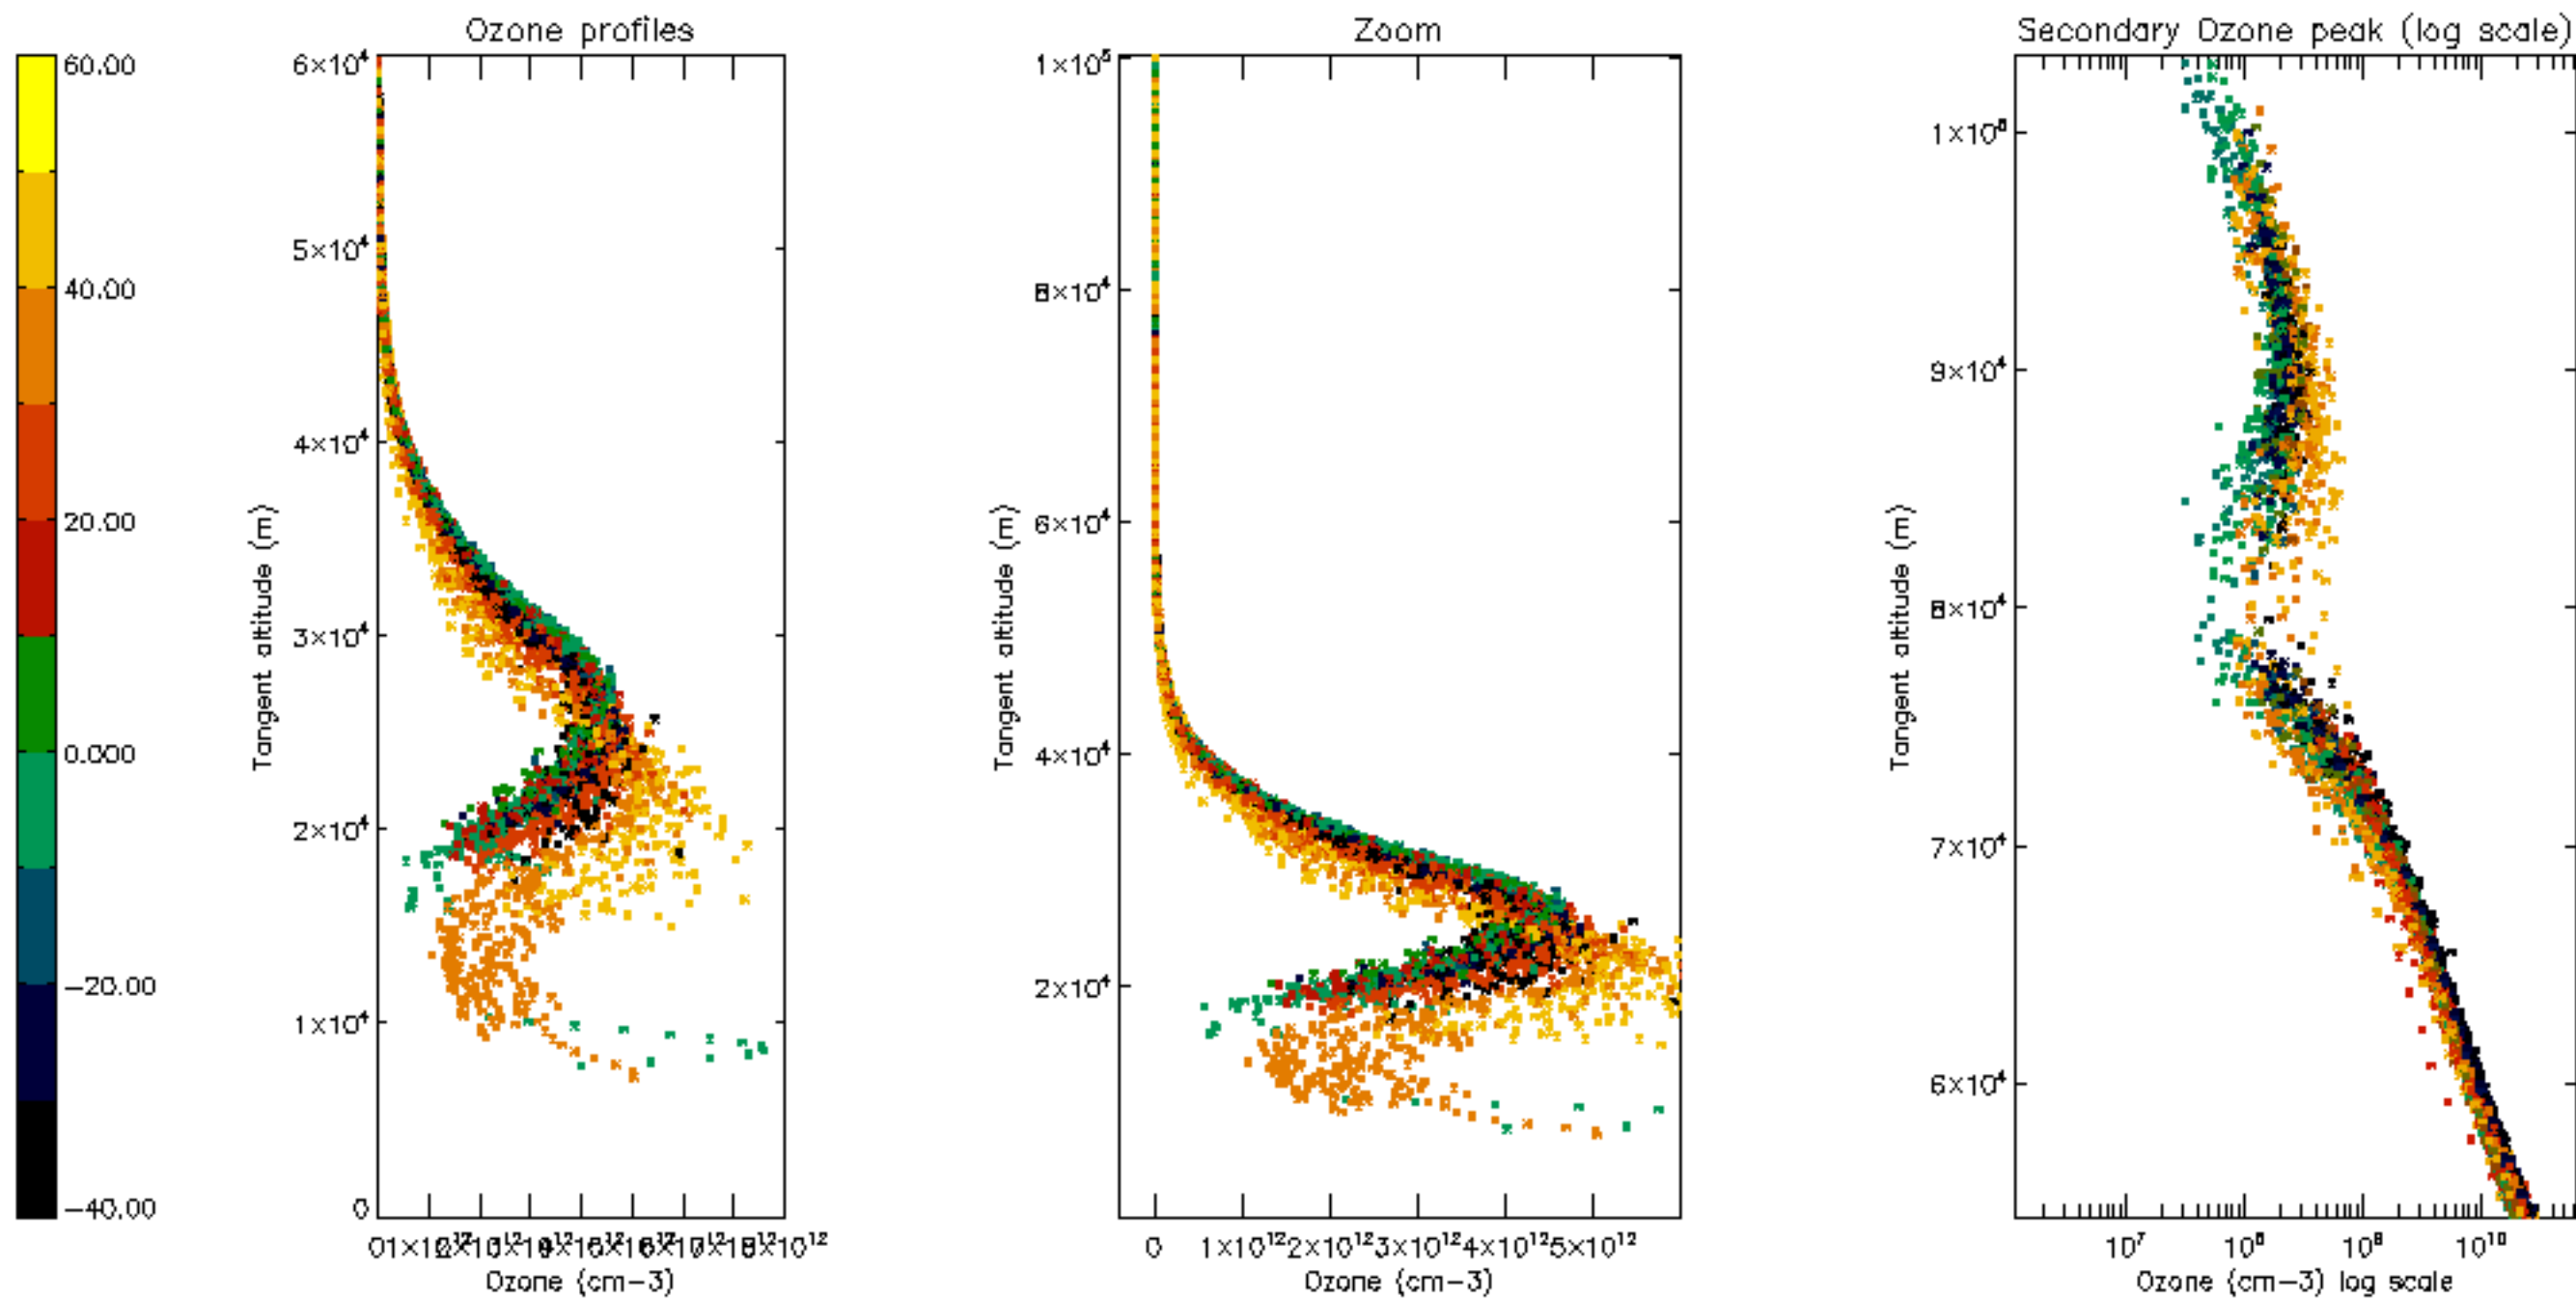 Ozone profiles
Zoom
Secondary Ozone peak (log scale)
60.00
40.00
20.00
0.000
-20.00
-40.00
Tangent altitude (m)
6×10⁴
5×10⁴
4×10⁴
3×10⁴
2×10⁴
1×10⁴
0
Ozone (cm-3)
Tangent altitude (m)
1×10⁵
8×10⁴
6×10⁴
4×10⁴
2×10⁴
0 1×10¹² 2×10¹² 3×10¹² 4×10¹² 5×10¹²
Ozone (cm-3)
Tangent altitude (m)
9×10⁴
8×10⁴
7×10⁴
6×10⁴
10⁷ 10⁸ 10⁹ 10¹⁰
Ozone (cm-3) log scale